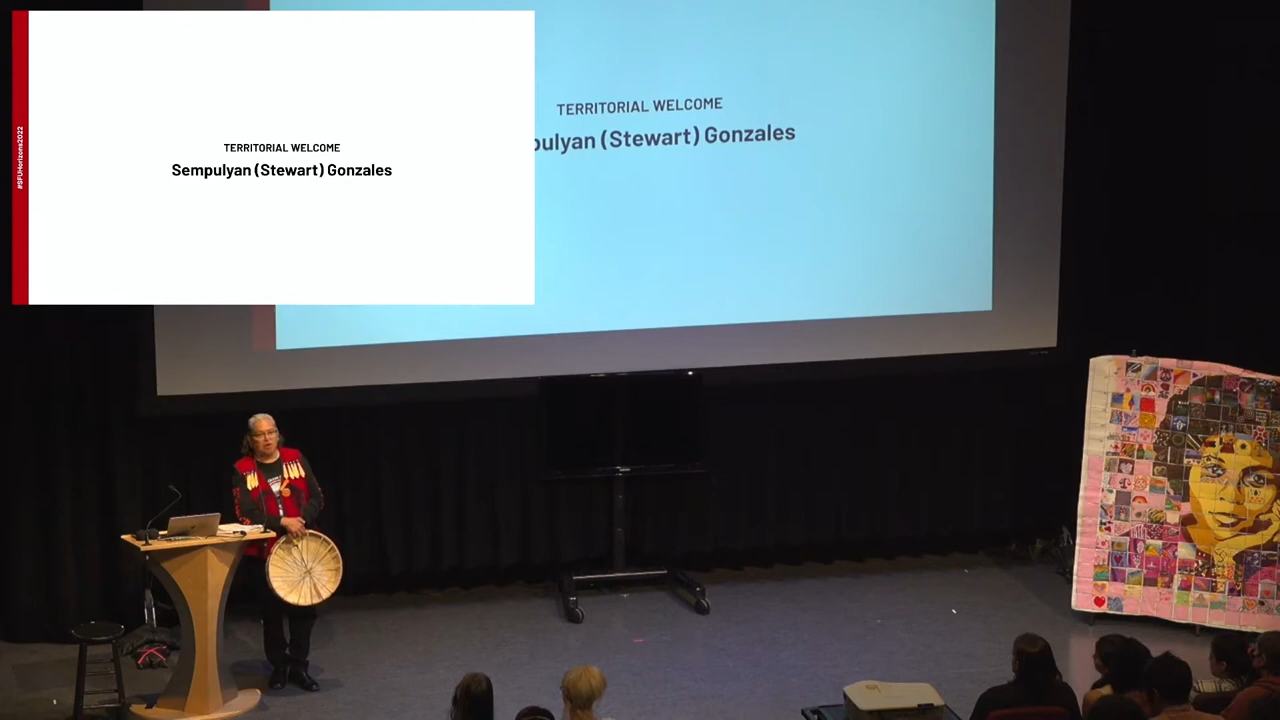 #SFUHorizons2022
TERRITORIAL WELCOME
Sempulyan (Stewart) Gonzales
TERRITORIAL WELCOME
pulyan (Stewart) Gonzales